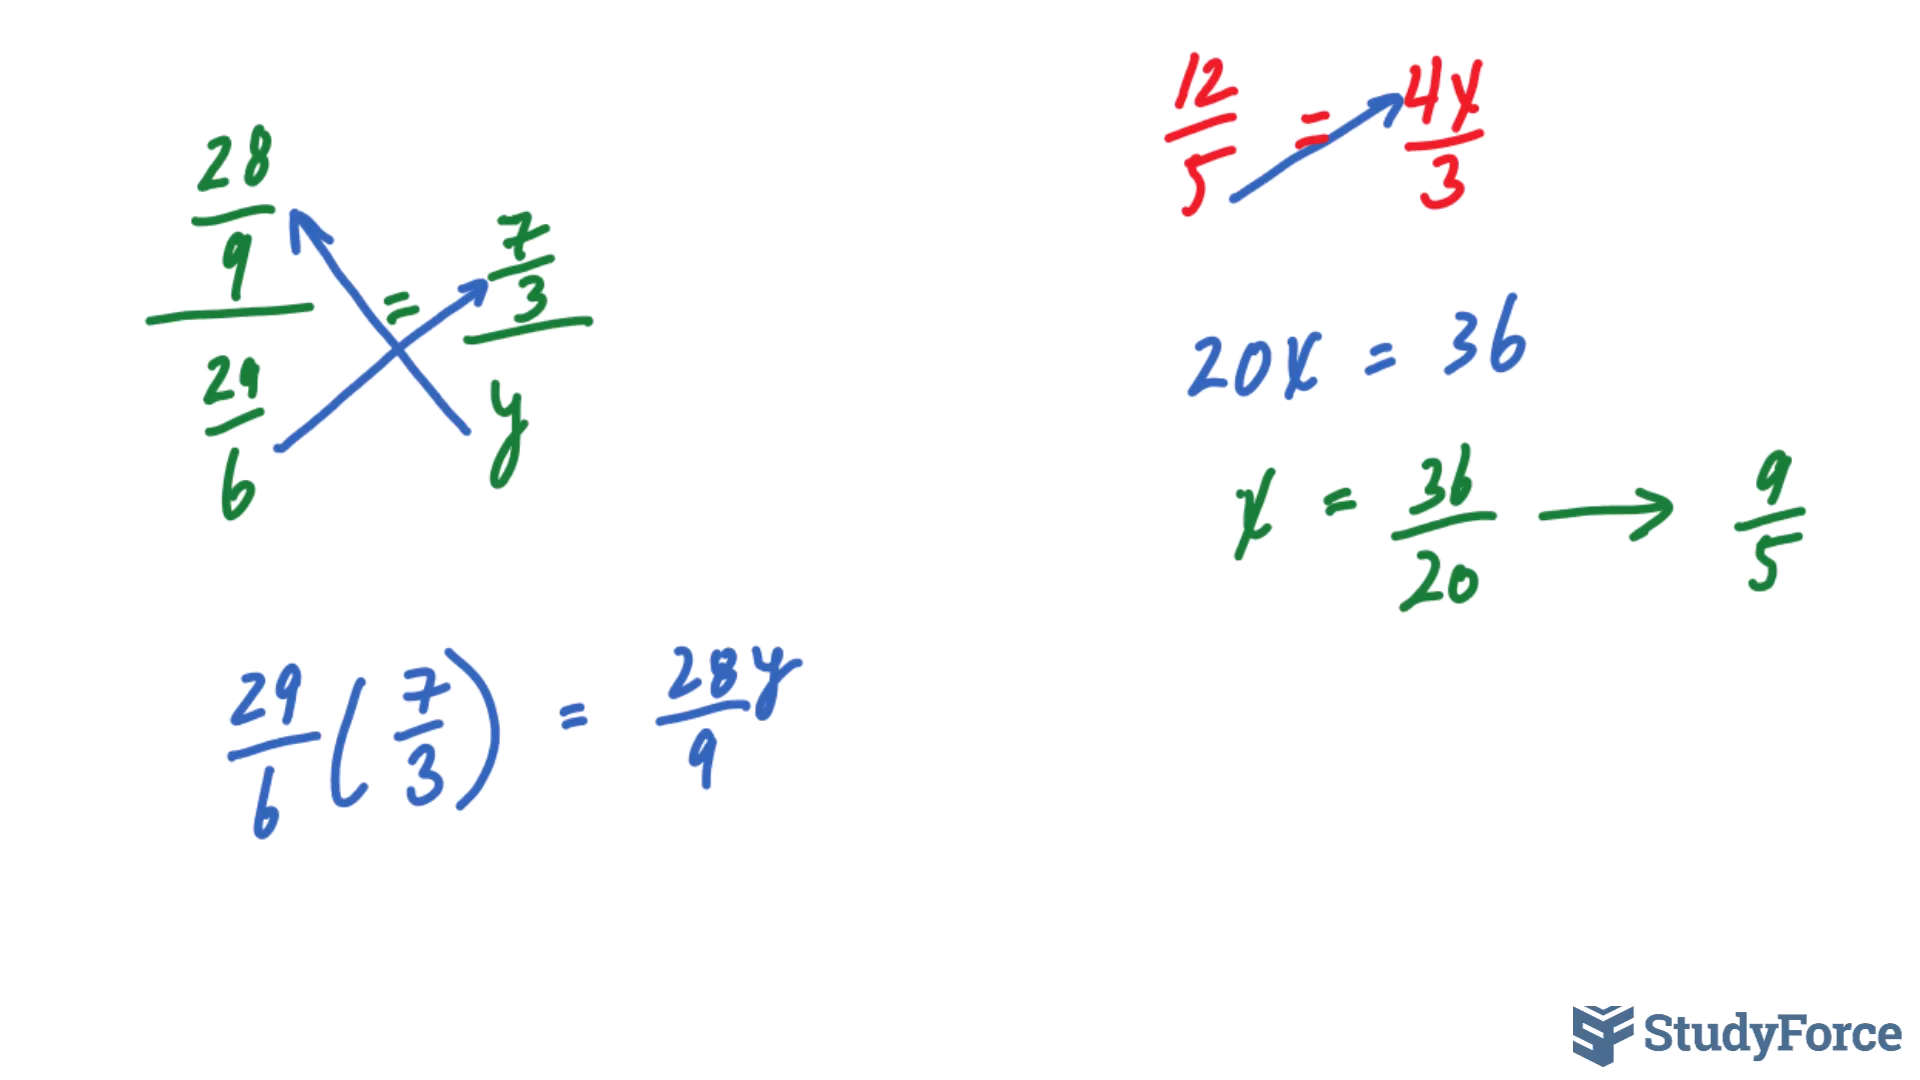 28/9 / 29/6 = 7/3 / y
29/6 (7/3) = 28y/9
12/5 = 4x/3
20x = 36
x = 36/20 → 9/5
StudyForce